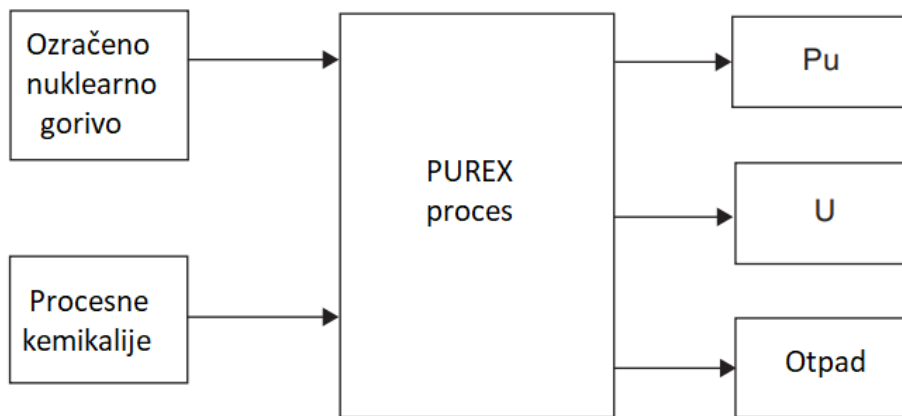 Ozračeno
nuklearno
gorivo
Procesne
kemikalije
PUREX
proces
Pu
U
Otpad